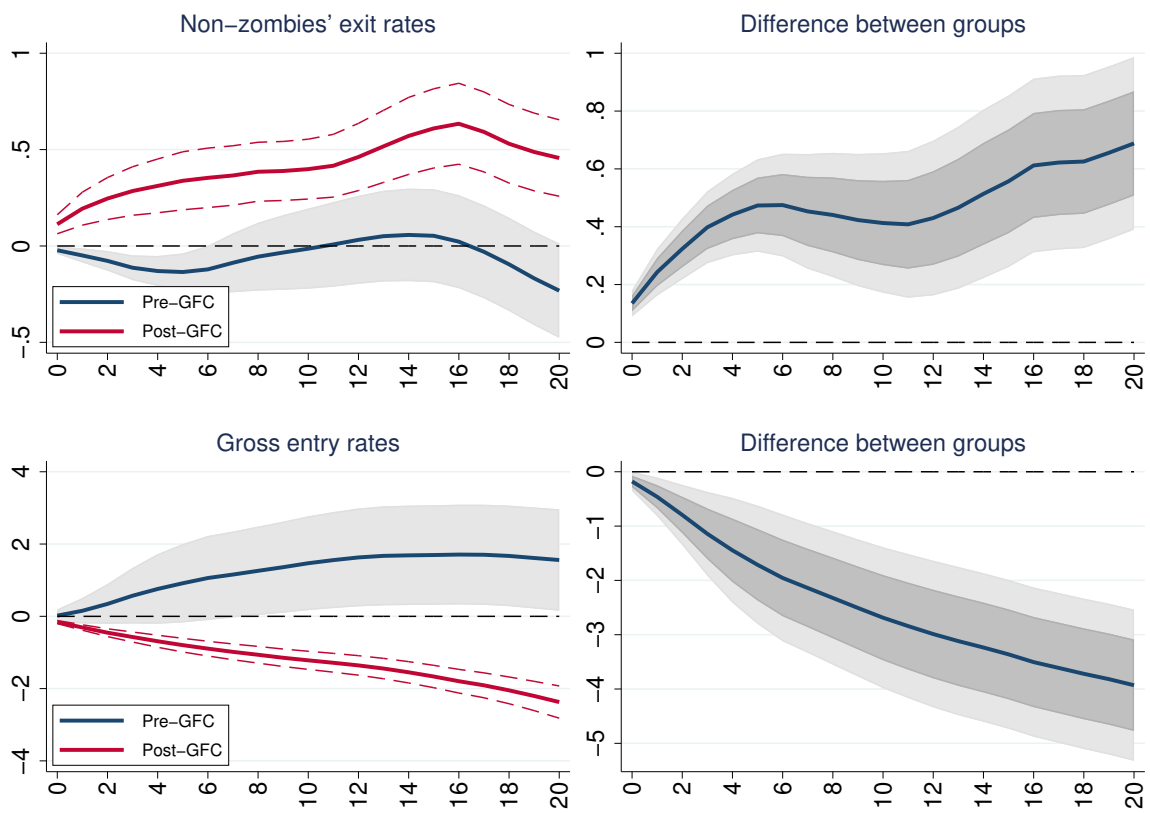 Non−zombies’ exit rates
1
.5
0
−.5
Pre−GFC
Post−GFC
0 2 4 6 8 10 12 14 16 18 20
Difference between groups
1
.8
.6
.4
.2
0
0 2 4 6 8 10 12 14 16 18 20
Gross entry rates
4
2
0
−2
−4
Pre−GFC
Post−GFC
0 2 4 6 8 10 12 14 16 18 20
Difference between groups
0
−1
−2
−3
−4
−5
0 2 4 6 8 10 12 14 16 18 20